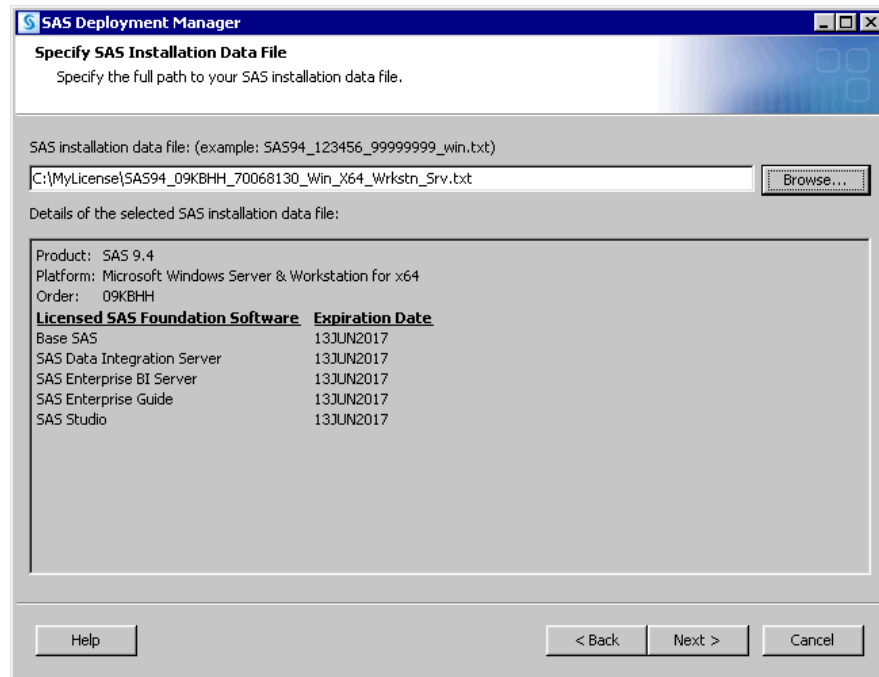 SAS Deployment Manager
Specify SAS Installation Data File
Specify the full path to your SAS installation data file.
SAS installation data file: (example: SAS94_123456_99999999_win.txt)
C:\MyLicense\SAS94_09KBHH_70068130_Win_X64_Wrkstn_Srv.txt
Browse...
Details of the selected SAS installation data file:
Product: SAS 9.4
Platform: Microsoft Windows Server & Workstation for x64
Order: 09KBHH
Licensed SAS Foundation Software Expiration Date
Base SAS 13JUN2017
SAS Data Integration Server 13JUN2017
SAS Enterprise BI Server 13JUN2017
SAS Enterprise Guide 13JUN2017
SAS Studio 13JUN2017
Help < Back Next > Cancel